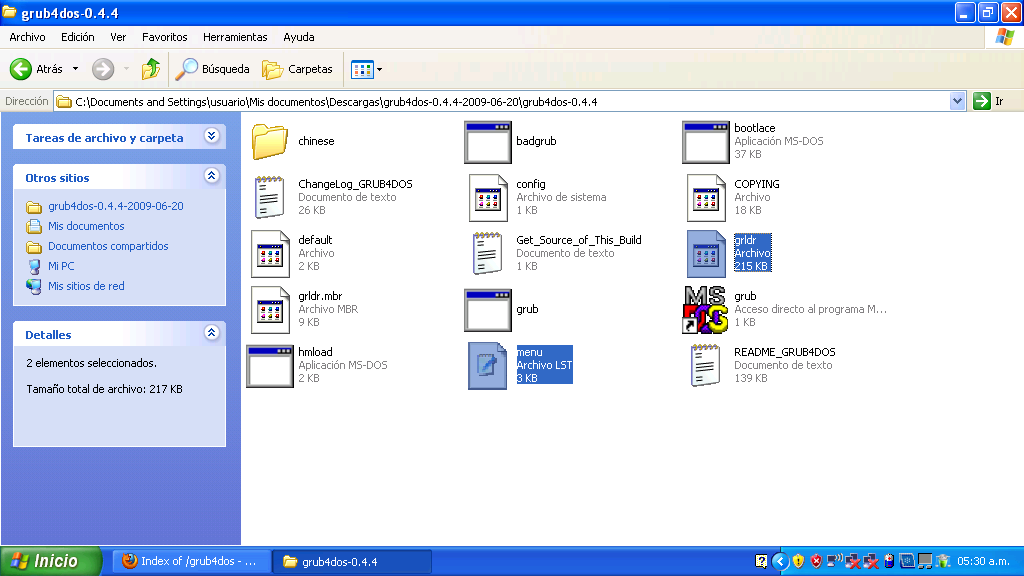 grub4dos-0.4.4
Archivo Edición Ver Favoritos Herramientas Ayuda
Atrás Búsqueda Carpetas
Dirección C:\Documents and Settings\usuario\Mis documentos\Descargas\grub4dos-0.4.4-2009-06-20\grub4dos-0.4.4 Ir
Tareas de archivo y carpeta
Otros sitios
grub4dos-0.4.4-2009-06-20
Mis documentos
Documentos compartidos
Mi PC
Mis sitios de red
Detalles
2 elementos seleccionados.
Tamaño total de archivo: 217 KB
chinese
badgrub
bootlace
Aplicación MS-DOS
37 KB
ChangeLog_GRUB4DOS
Documento de texto
26 KB
config
Archivo de sistema
1 KB
COPYING
Archivo
18 KB
default
Archivo
2 KB
Get_Source_of_This_Build
Documento de texto
1 KB
grldr
Archivo
215 KB
grldr.mbr
Archivo MBR
9 KB
grub
MS
DOS
grub
Acceso directo al programa M...
1 KB
hmload
Aplicación MS-DOS
2 KB
menu
Archivo LST
3 KB
README_GRUB4DOS
Documento de texto
139 KB
Inicio Index of /grub4dos - ... grub4dos-0.4.4 05:30 a.m.